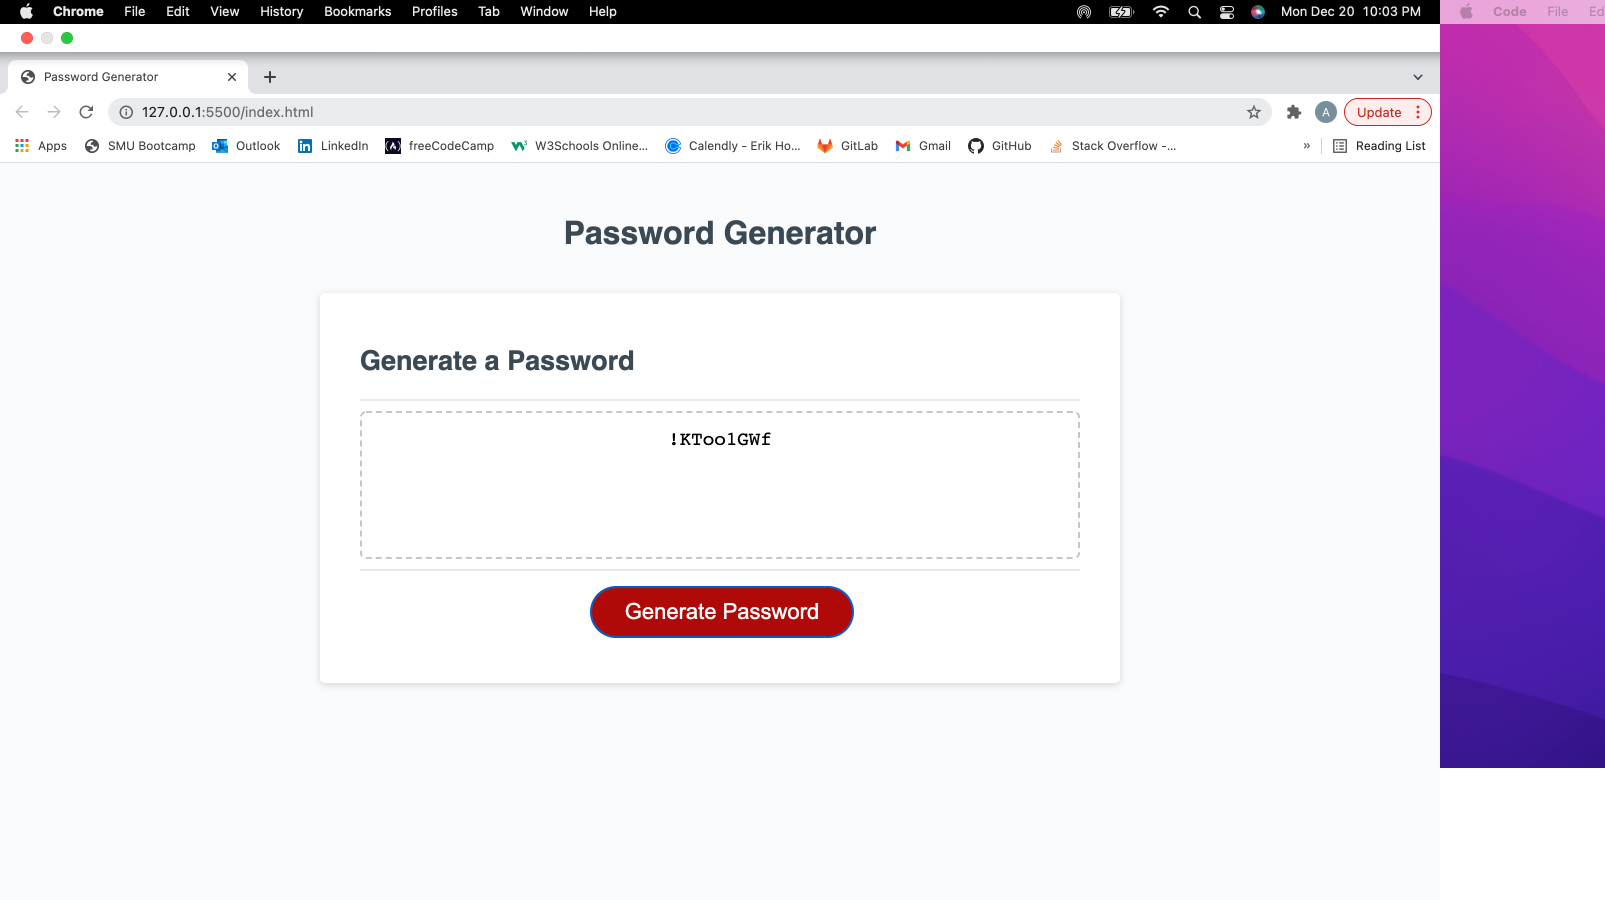 Chrome File Edit View History Bookmarks Profiles Tab Window Help Mon Dec 20 10:03 PM Code File Ed
Password Generator
127.0.0.1:5500/index.html A Update
Apps SMU Bootcamp Outlook LinkedIn freeCodeCamp W3Schools Online... Calendly - Erik Ho... GitLab Gmail GitHub Stack Overflow -... » Reading List
Password Generator
Generate a Password
!KToolGWf
Generate Password